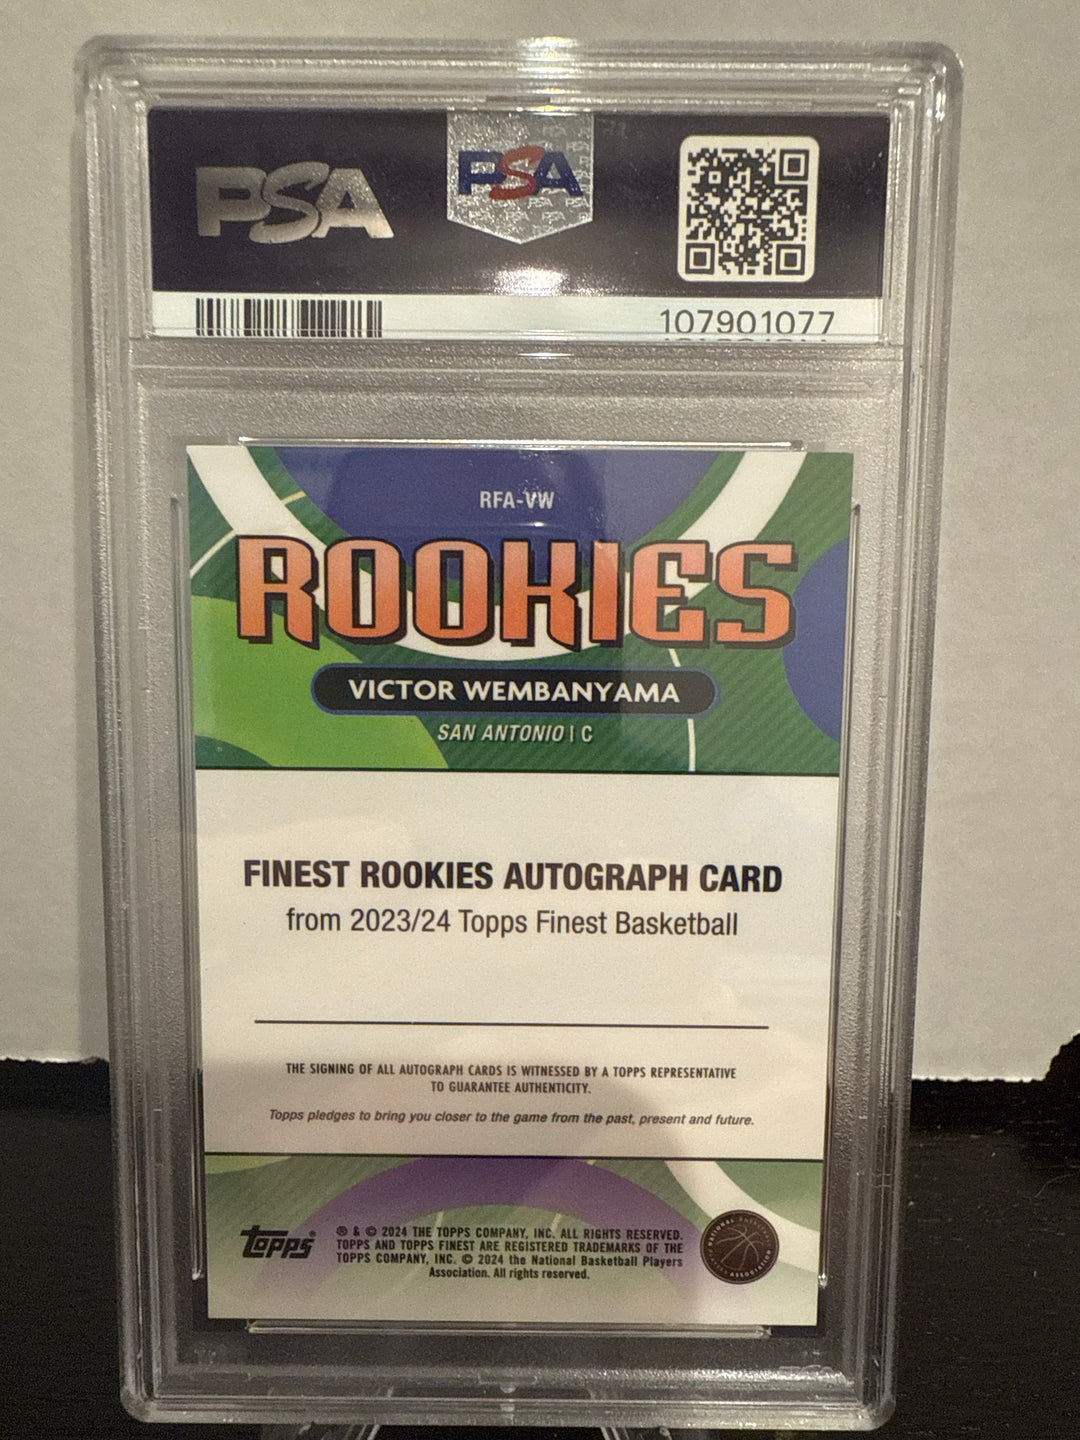 PSA
PSA
107901077
RFA-VW
ROOKIES
VICTOR WEMBANYAMA
SAN ANTONIO | C
FINEST ROOKIES AUTOGRAPH CARD
from 2023/24 Topps Finest Basketball
THE SIGNING OF ALL AUTOGRAPH CARDS IS WITNESSED BY A TOPPS REPRESENTATIVE
TO GUARANTEE AUTHENTICITY.
Topps pledges to bring you closer to the game from the past, present and future.
topps
® & © 2024 THE TOPPS COMPANY, INC. ALL RIGHTS RESERVED.
TOPPS AND TOPPS FINEST ARE REGISTERED TRADEMARKS OF THE
TOPPS COMPANY, INC. © 2024 the National Basketball Players
Association. All rights reserved.
NATIONAL BASKETBALL
PLAYERS ASSOCIATION